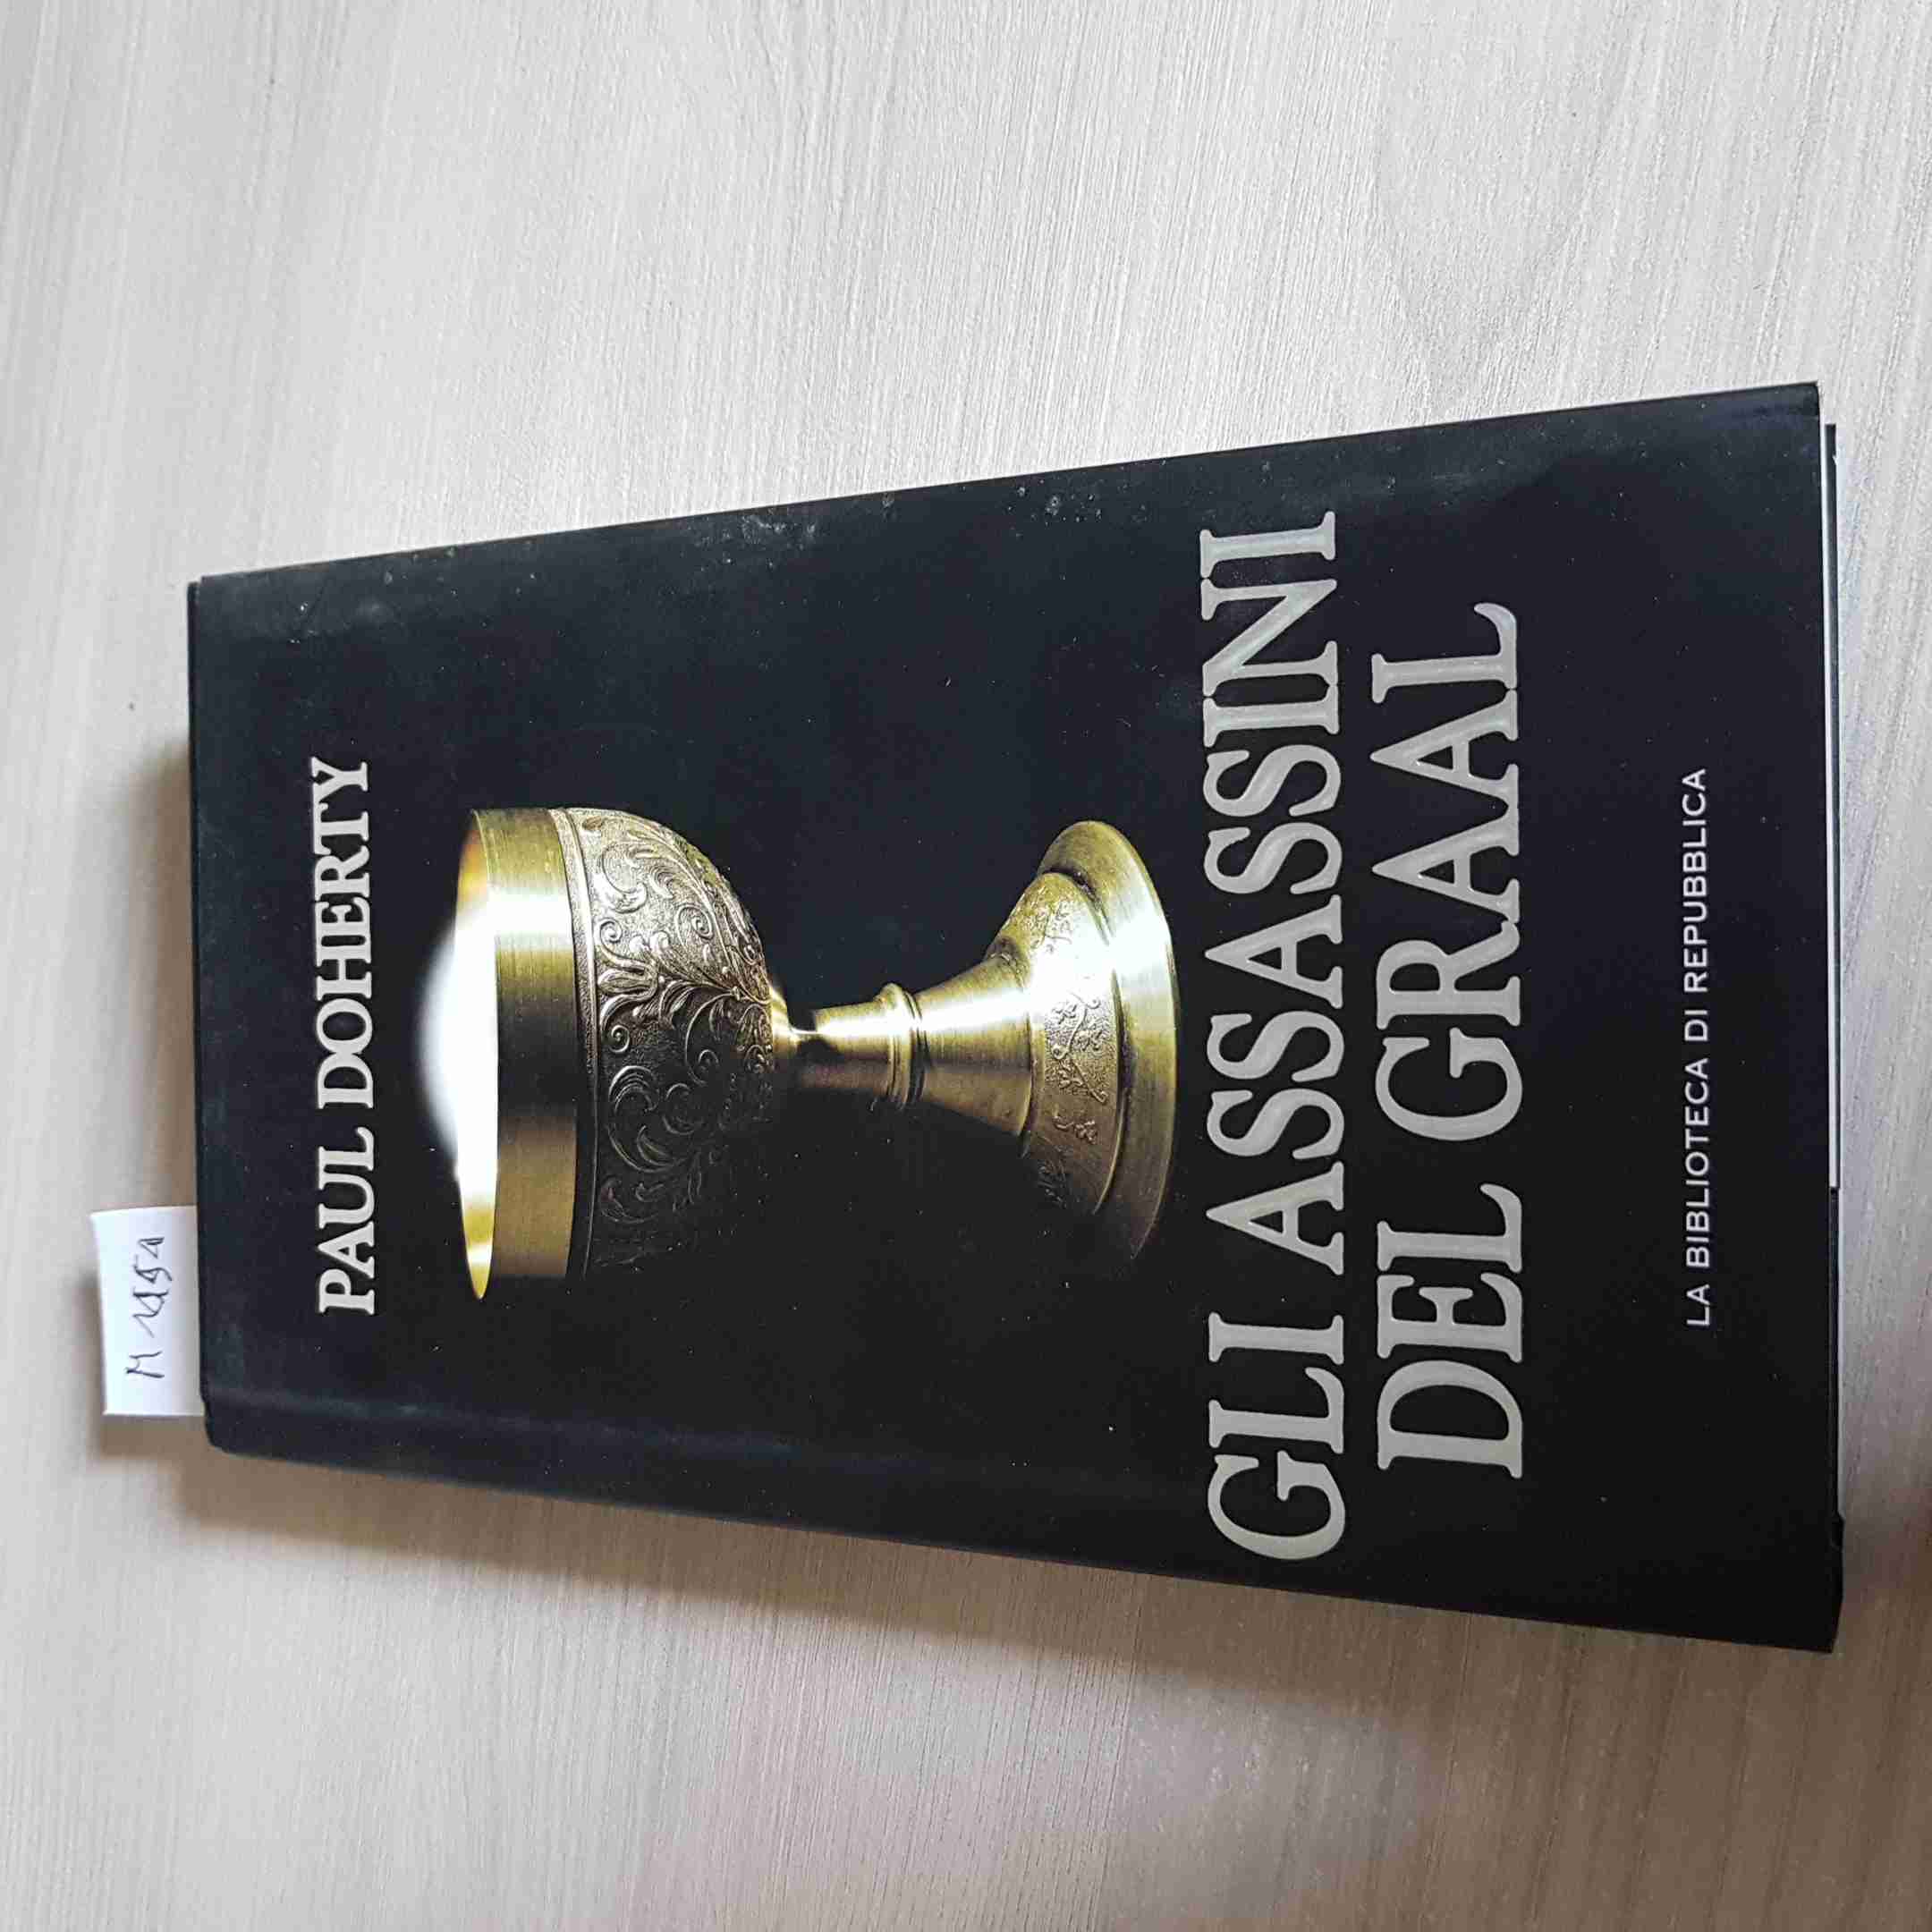 PAUL DOHERTY
GLI ASSASSINI
DEL GRAAL
LA BIBLIOTECA DI REPUBBLICA